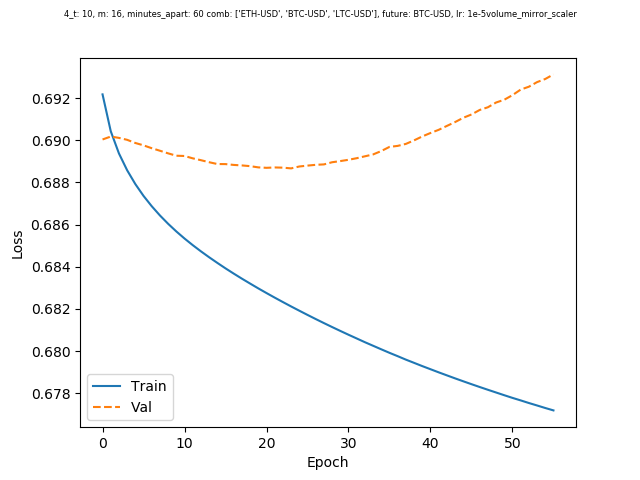 4_t: 10, m: 16, minutes_apart: 60 comb: ['ETH-USD', 'BTC-USD', 'LTC-USD'], future: BTC-USD, lr: 1e-5volume_mirror_scaler
0.692
0.690
0.688
0.686
0.684
0.682
0.680
0.678
Loss
Train
Val
0 10 20 30 40 50
Epoch